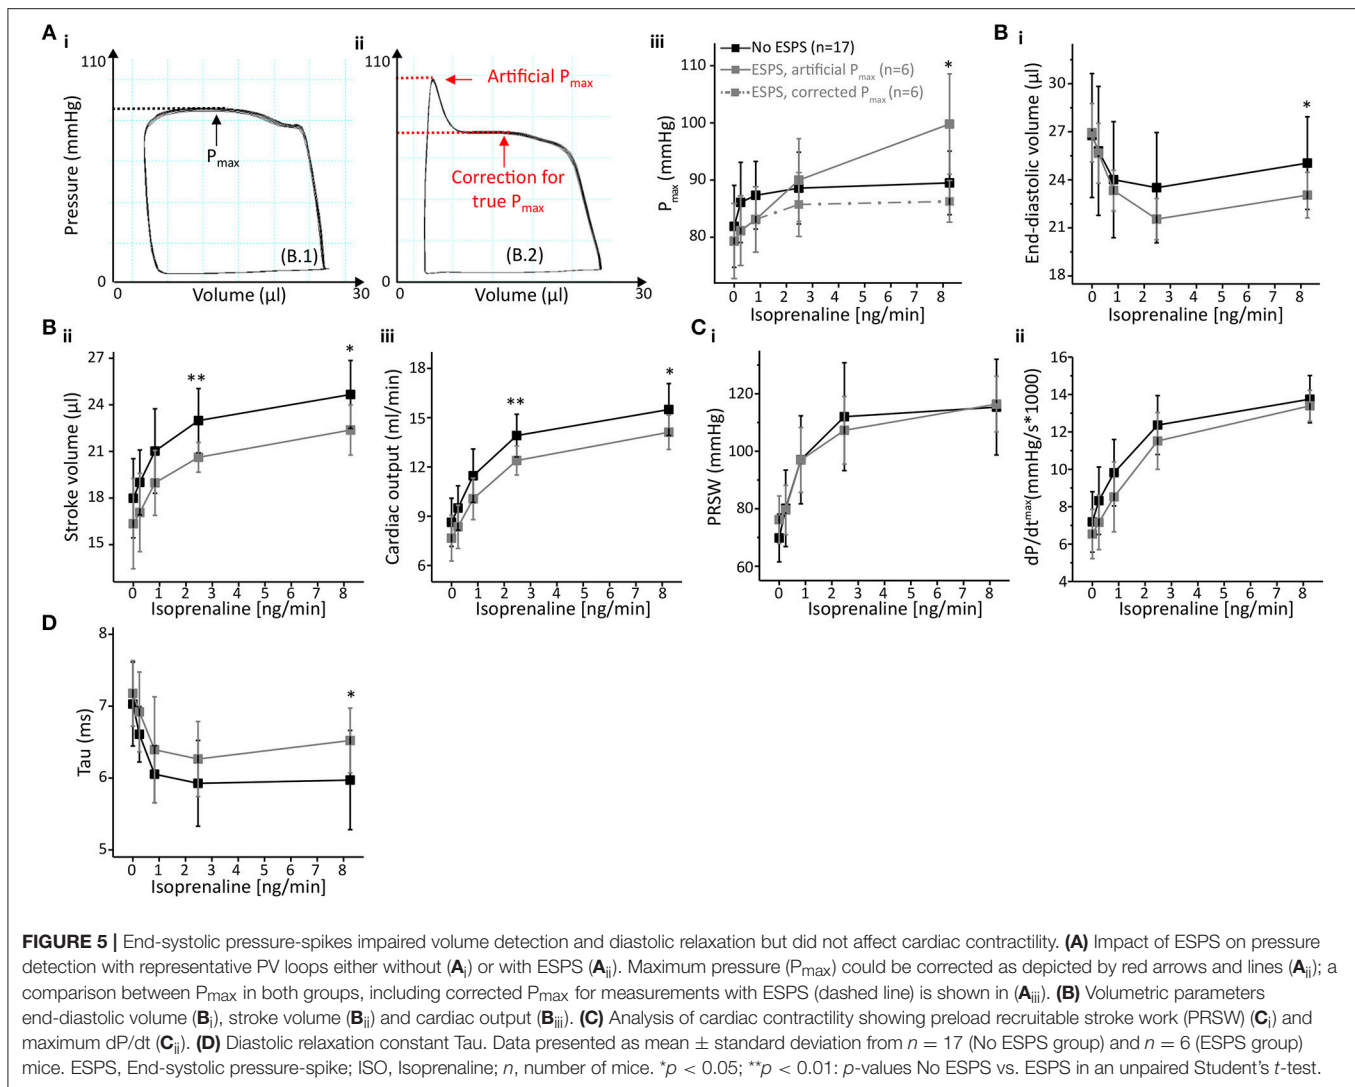 A i
110
Pressure (mmHg)
0
P max
(B.1)
0 Volume (µl) 30
ii
110
Artificial P max
Correction for
true P max
(B.2)
0
0 Volume (µl) 30
iii
No ESPS (n=17)
ESPS, artificial P max (n=6)
ESPS, corrected P max (n=6)
*
110
100
90
80
P max (mmHg)
0 1 2 3 4 5 6 7 8
Isoprenaline [ng/min]
B i
30
27
24
21
18
End-diastolic volume (µl)
*
0 1 2 3 4 5 6 7 8
Isoprenaline [ng/min]
B ii
27
24
21
18
15
Stroke volume (µl)
** *
0 1 2 3 4 5 6 7 8
Isoprenaline [ng/min]
iii
18
15
12
9
6
Cardiac output (ml/min)
** *
0 1 2 3 4 5 6 7 8
Isoprenaline [ng/min]
C i
120
100
80
60
PRSW (mmHg)
0 1 2 3 4 5 6 7 8
Isoprenaline [ng/min]
ii
16
14
12
10
8
6
4
dP/dt max (mmHg/s*1000)
0 1 2 3 4 5 6 7 8
Isoprenaline [ng/min]
D
8
7
6
5
Tau (ms)
*
0 1 2 3 4 5 6 7 8
Isoprenaline [ng/min]
FIGURE 5 | End-systolic pressure-spikes impaired volume detection and diastolic relaxation but did not affect cardiac contractility. (A) Impact of ESPS on pressure
detection with representative PV loops either without (Ai) or with ESPS (Aii). Maximum pressure (Pmax) could be corrected as depicted by red arrows and lines (Aii); a
comparison between Pmax in both groups, including corrected Pmax for measurements with ESPS (dashed line) is shown in (Aiii). (B) Volumetric parameters
end-diastolic volume (Bi), stroke volume (Bii) and cardiac output (Biii). (C) Analysis of cardiac contractility showing preload recruitable stroke work (PRSW) (Ci) and
maximum dP/dt (Cii). (D) Diastolic relaxation constant Tau. Data presented as mean ± standard deviation from n = 17 (No ESPS group) and n = 6 (ESPS group)
mice. ESPS, End-systolic pressure-spike; ISO, Isoprenaline; n, number of mice. *p < 0.05; **p < 0.01: p-values No ESPS vs. ESPS in an unpaired Student's t-test.